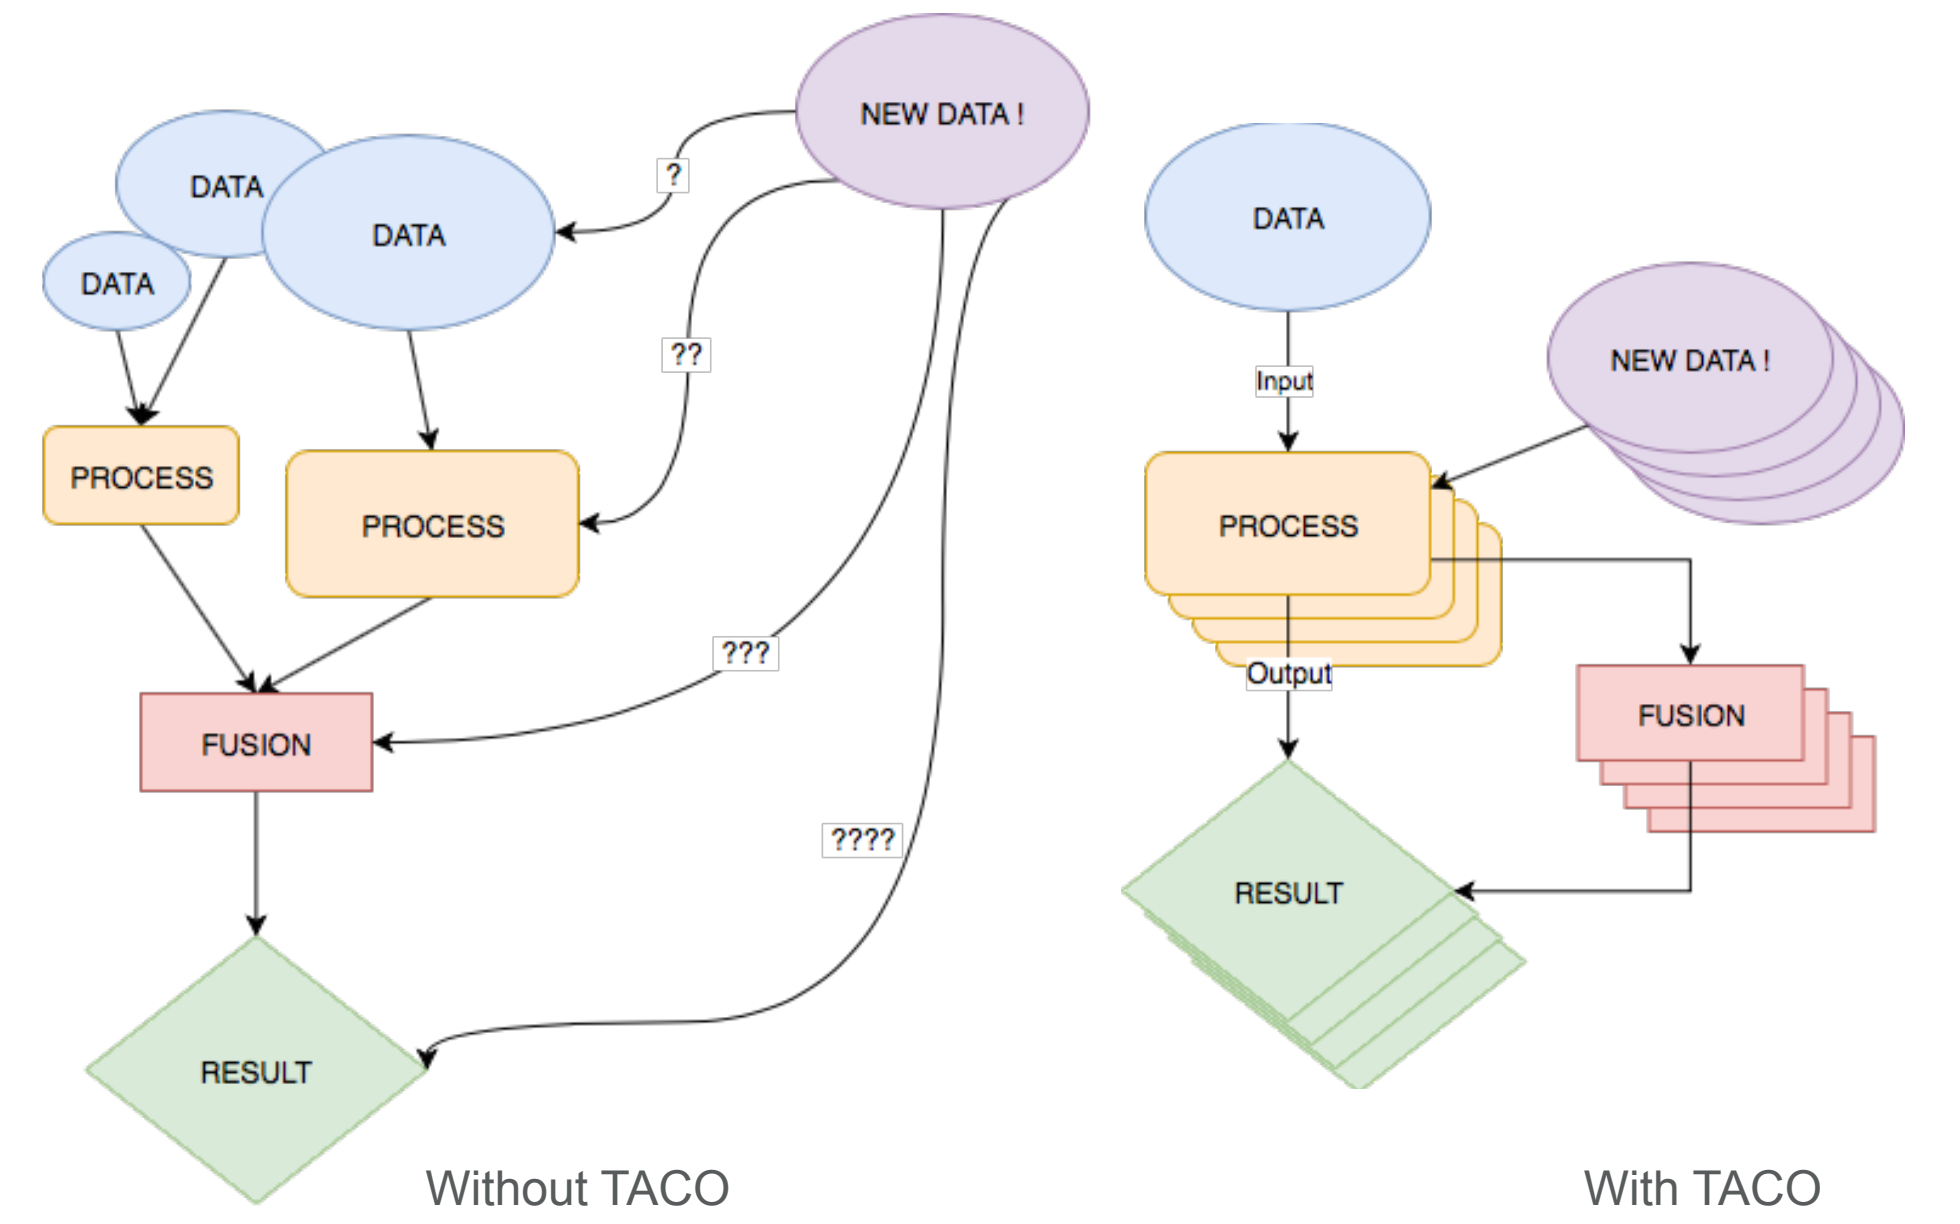 NEW DATA !
?
DATA
DATA
DATA
??
PROCESS
PROCESS
???
FUSION
????
RESULT
Without TACO
DATA
NEW DATA !
Input
PROCESS
Output
FUSION
RESULT
With TACO